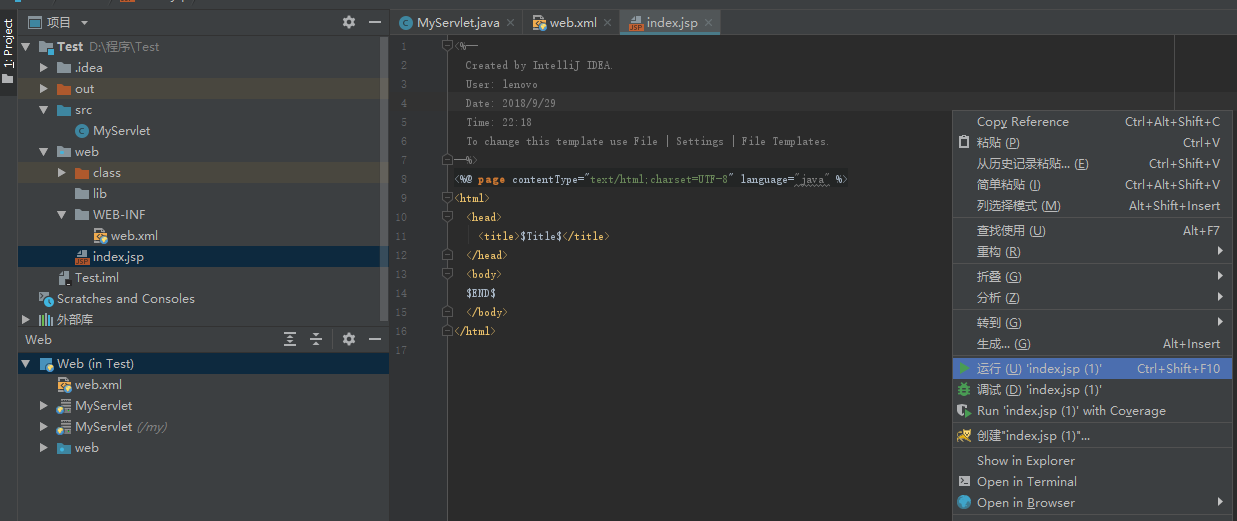 1: Project
项目
Test D:\程序\Test
.idea
out
src
MyServlet
web
class
lib
WEB-INF
web.xml
index.jsp
Test.iml
Scratches and Consoles
外部库
Web
Web (in Test)
web.xml
MyServlet
MyServlet (/my)
web
MyServlet.java
web.xml
index.jsp
1 <%--
2 Created by IntelliJ IDEA.
3 User: lenovo
4 Date: 2018/9/29
5 Time: 22:18
6 To change this template use File | Settings | File Templates.
7 --%>
8 <%@ page contentType="text/html;charset=UTF-8" language="java" %>
9 <html>
10 <head>
11 <title>$Title$</title>
12 </head>
13 <body>
14 $END$
15 </body>
16 </html>
17
Copy Reference Ctrl+Alt+Shift+C
粘贴 (P) Ctrl+V
从历史记录粘贴... (E) Ctrl+Shift+V
简单粘贴 (I) Ctrl+Alt+Shift+V
列选择模式 (M) Alt+Shift+Insert
查找使用 (U) Alt+F7
重构 (R)
折叠 (G)
分析 (Z)
转到 (G)
生成... (G) Alt+Insert
运行 (U) 'index.jsp (1)' Ctrl+Shift+F10
调试 (D) 'index.jsp (1)'
Run 'index.jsp (1)' with Coverage
创建"index.jsp (1)"...
Show in Explorer
Open in Terminal
Open in Browser